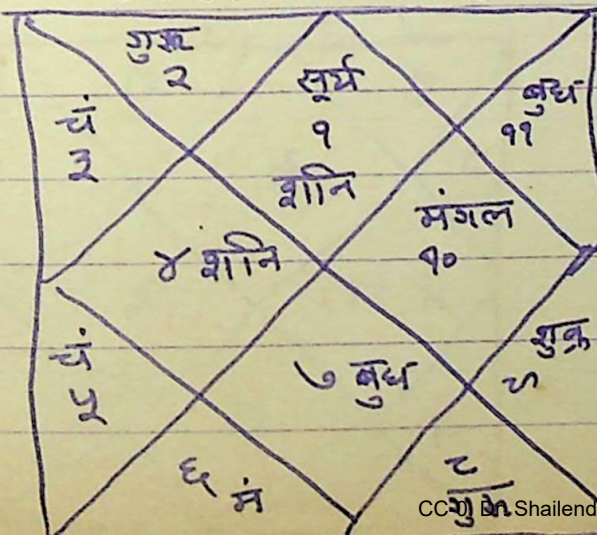 गुरू
२
सूर्य
१
शनि
बुध
११
चं
३
मंगल
१०
४ शनि
शुक्र
चं
५
७ बुध
६ मं
८
CC-0. Dr. Shailend